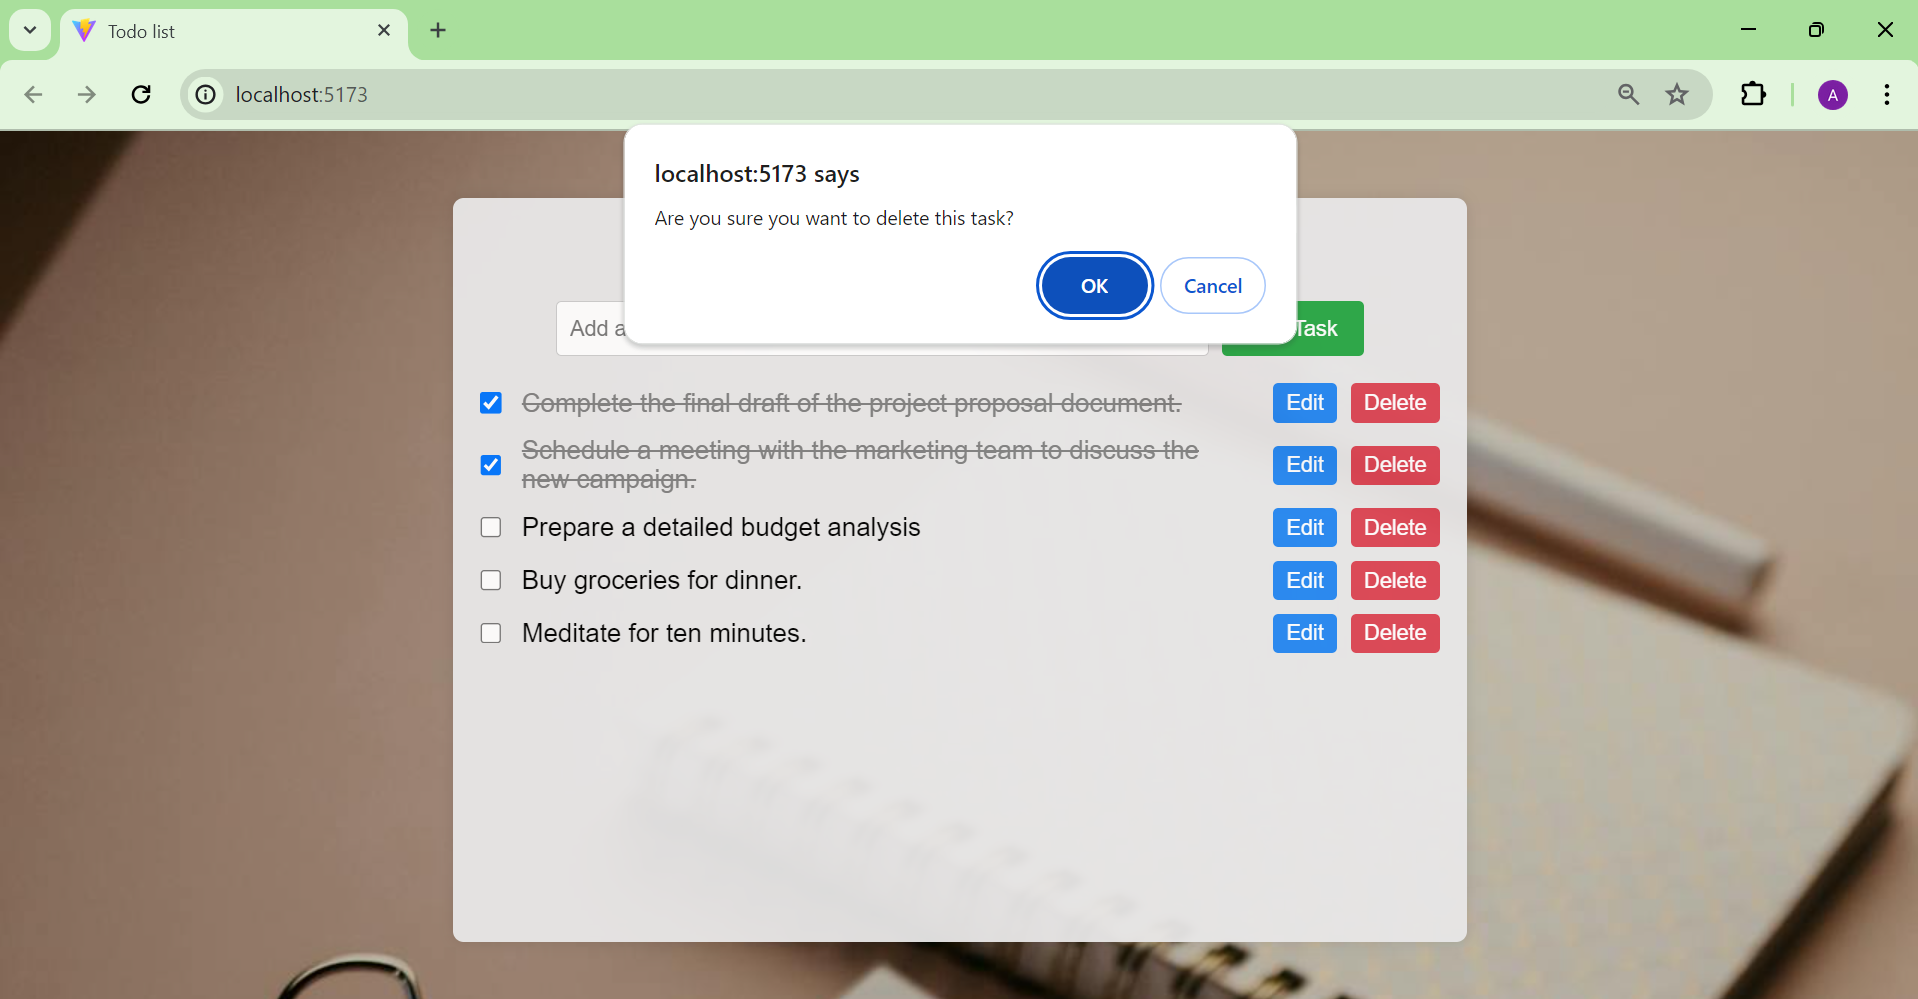 Todo list
localhost:5173
A
localhost:5173 says
Are you sure you want to delete this task?
OK Cancel
Add a Task
Complete the final draft of the project proposal document. Edit Delete
Schedule a meeting with the marketing team to discuss the
new campaign. Edit Delete
Prepare a detailed budget analysis Edit Delete
Buy groceries for dinner. Edit Delete
Meditate for ten minutes. Edit Delete